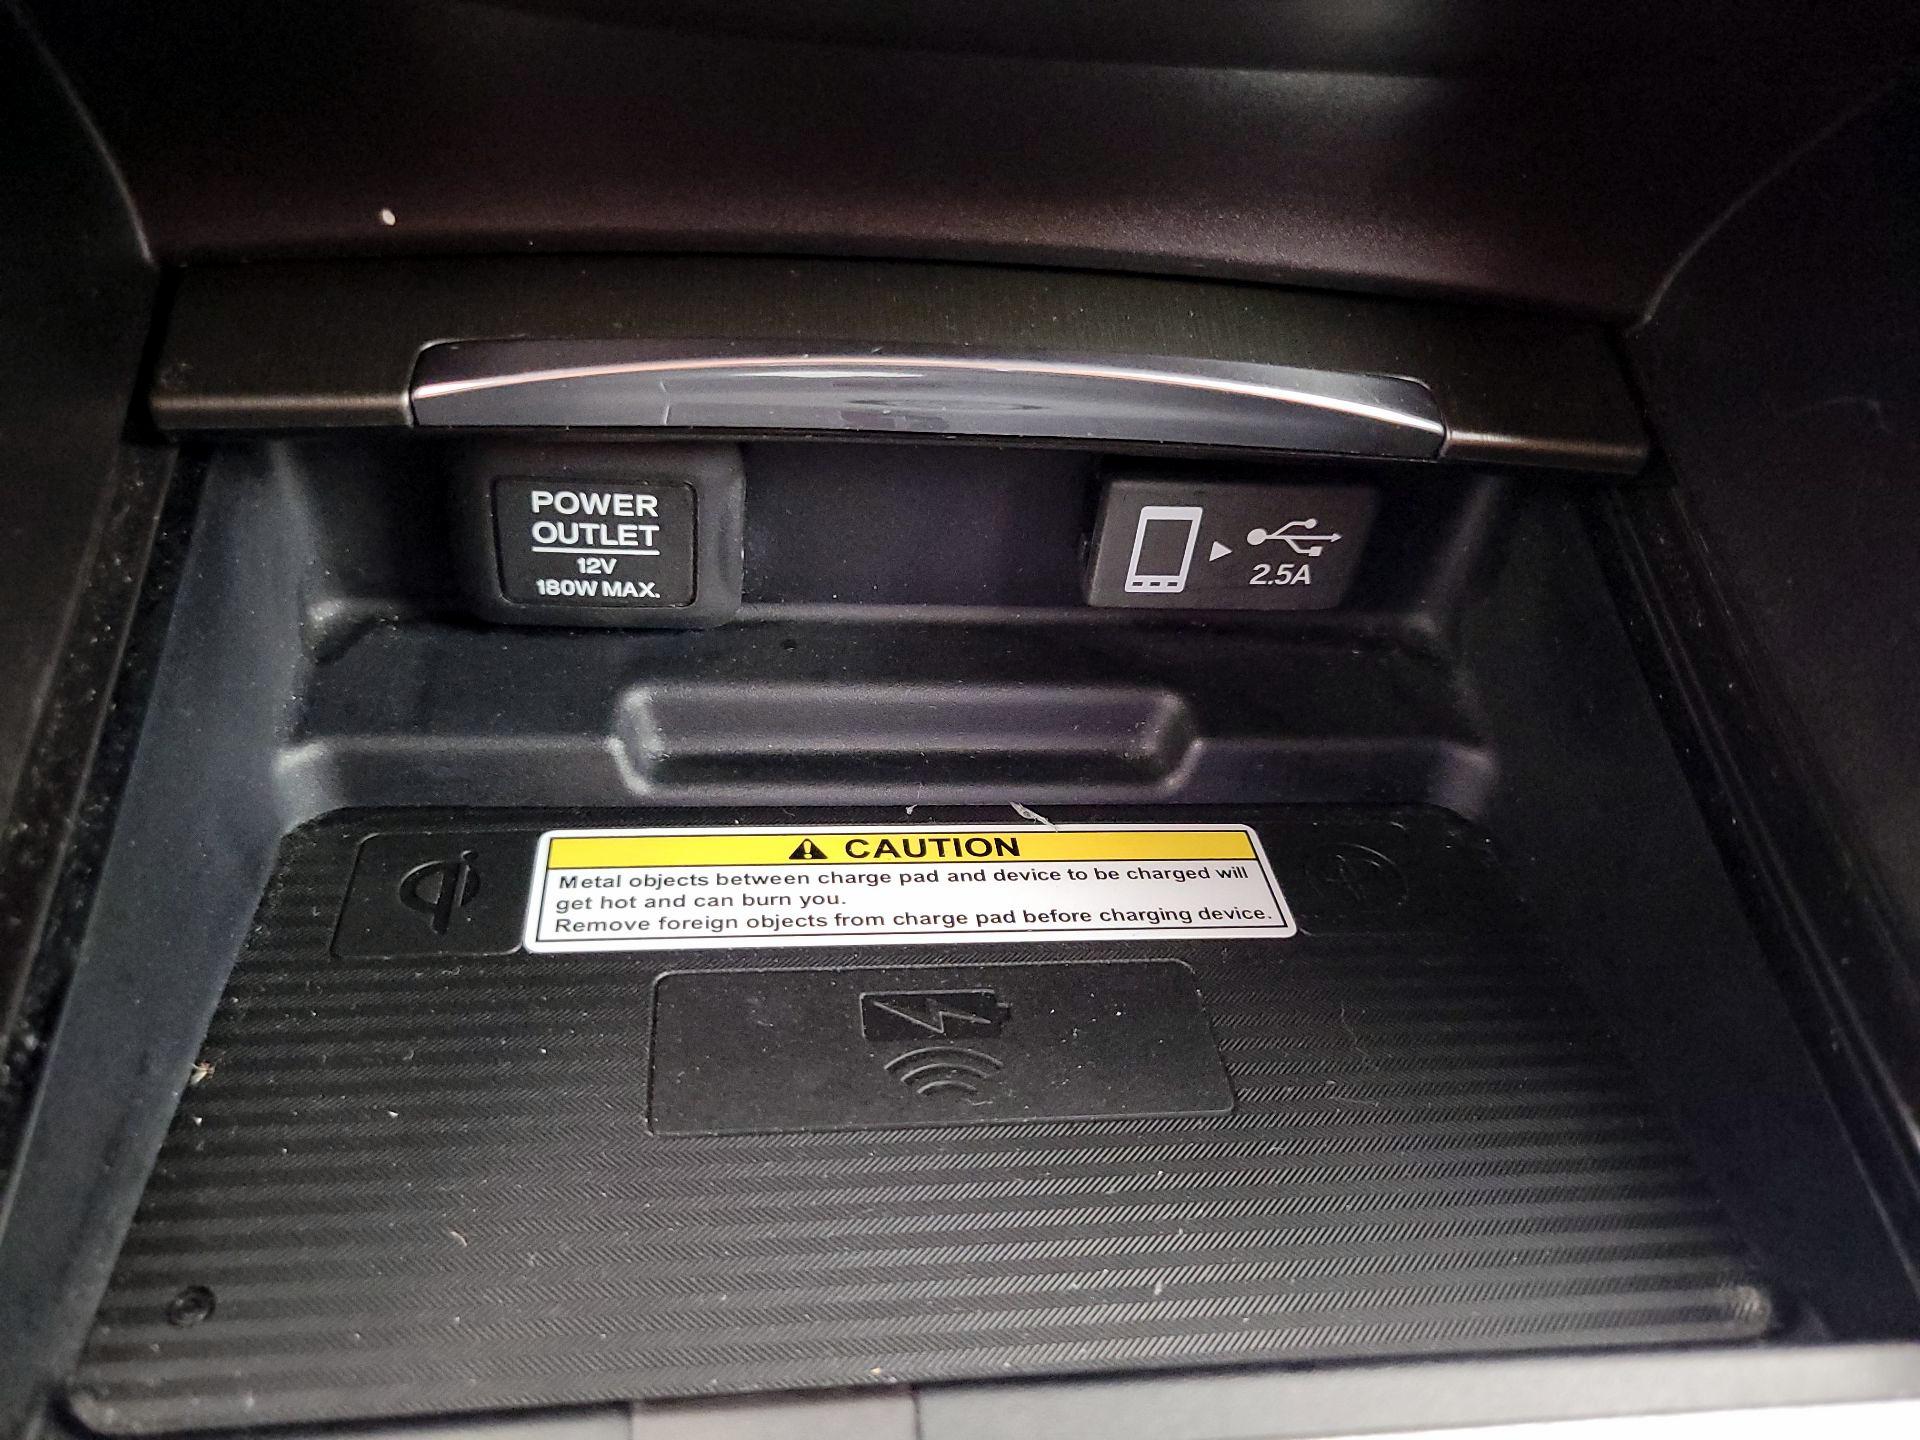 POWER
OUTLET
12V
180W MAX.
2.5A
CAUTION
Metal objects between charge pad and device to be charged will
get hot and can burn you.
Remove foreign objects from charge pad before charging device.